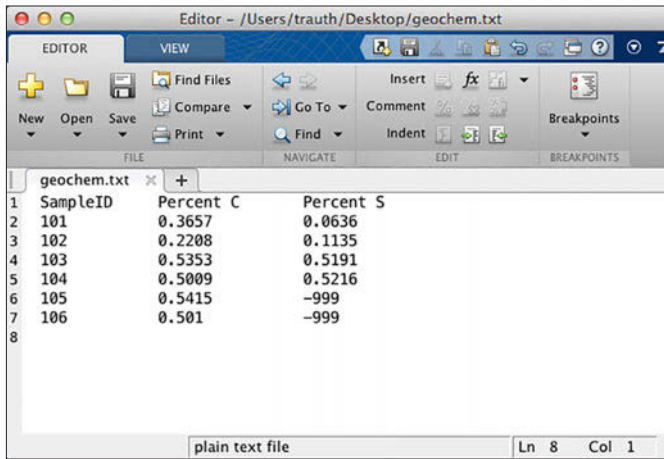 Editor - /Users/trauth/Desktop/geochem.txt
EDITOR VIEW
Find Files
Insert fx
New Open Save
Compare
Go To
Comment
Breakpoints
Print
Find
Indent
FILE NAVIGATE EDIT BREAKPOINTS
geochem.txt × +
1 SampleID Percent C Percent S
2 101 0.3657 0.0636
3 102 0.2208 0.1135
4 103 0.5353 0.5191
5 104 0.5009 0.5216
6 105 0.5415 -999
7 106 0.501 -999
8
plain text file Ln 8 Col 1